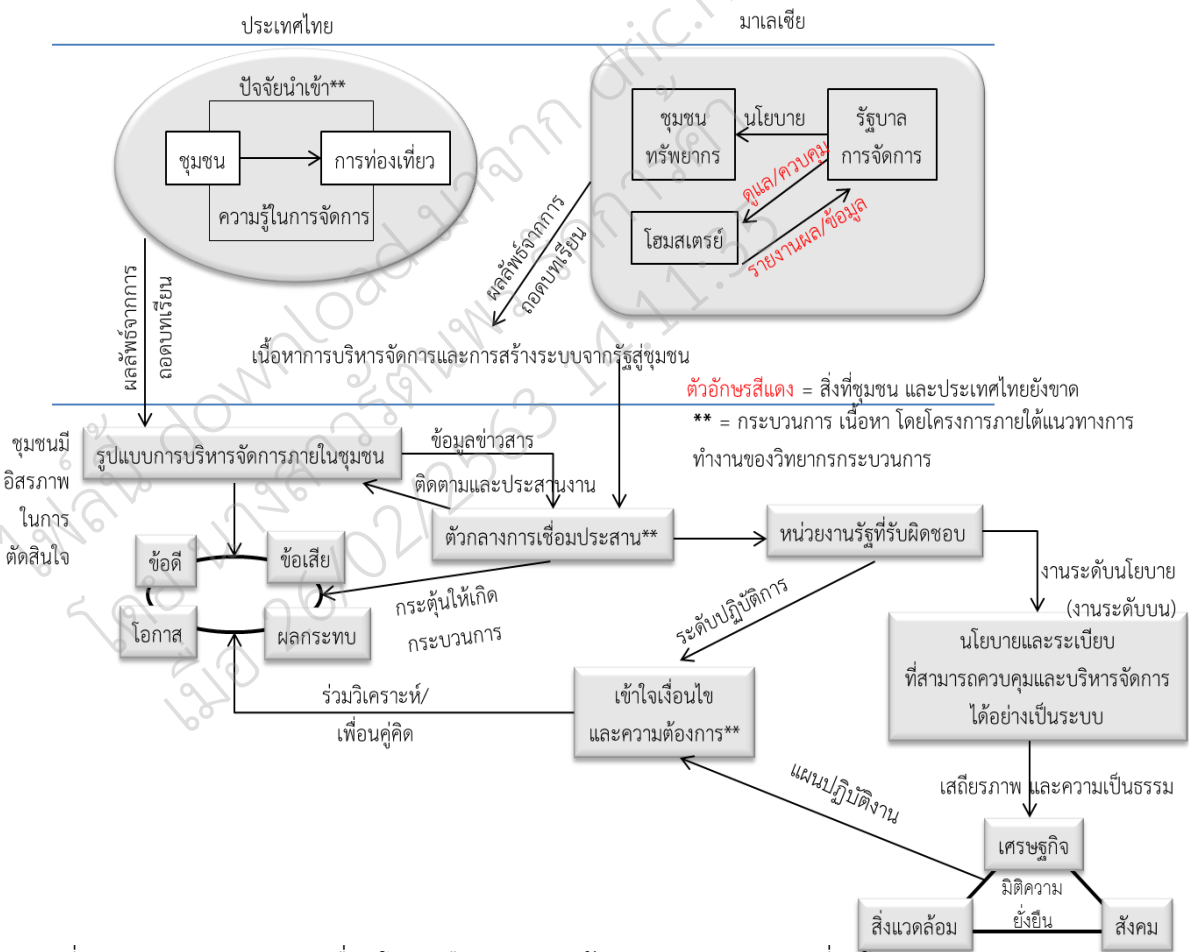 ประเทศไทย
มาเลเซีย
ปัจจัยนำเข้า**
ชุมชน
การท่องเที่ยว
ความรู้ในการจัดการ
ชุมชน
ทรัพยากร
นโยบาย
รัฐบาล
การจัดการ
ดูแล/ควบคุม
โฮมสเตรย์
รายงานผล/ข้อมูล
ผลลัพธ์จากการ
ถอดบทเรียน
ผลลัพธ์จากการ
ถอดบทเรียน
เนื้อหาการบริหารจัดการและการสร้างระบบจากรัฐสู่ชุมชน
ตัวอักษรสีแดง = สิ่งที่ชุมชน และประเทศไทยยังขาด
** = กระบวนการ เนื้อหา โดยโครงการภายใต้แนวทางการ
ทำงานของวิทยากรกระบวนการ
ชุมชนมี
อิสรภาพ
ในการ
ตัดสินใจ
รูปแบบการบริหารจัดการภายในชุมชน
ข้อมูลข่าวสาร
ติดตามและประสานงาน
ตัวกลางการเชื่อมประสาน**
หน่วยงานรัฐที่รับผิดชอบ
ข้อดี
ข้อเสีย
โอกาส
ผลกระทบ
กระตุ้นให้เกิด
กระบวนการ
ระดับปฏิบัติการ
งานระดับนโยบาย
(งานระดับบน)
นโยบายและระเบียบ
ที่สามารถควบคุมและบริหารจัดการ
ได้อย่างเป็นระบบ
ร่วมวิเคราะห์/
เพื่อนคู่คิด
เข้าใจเงื่อนไข
และความต้องการ**
แผนปฏิบัติงาน
เสถียรภาพ และความเป็นธรรม
เศรษฐกิจ
มิติความ
ยั่งยืน
สิ่งแวดล้อม
สังคม
download มาจาก dric.n
เมื่อ 26/02/2563 14:11:35